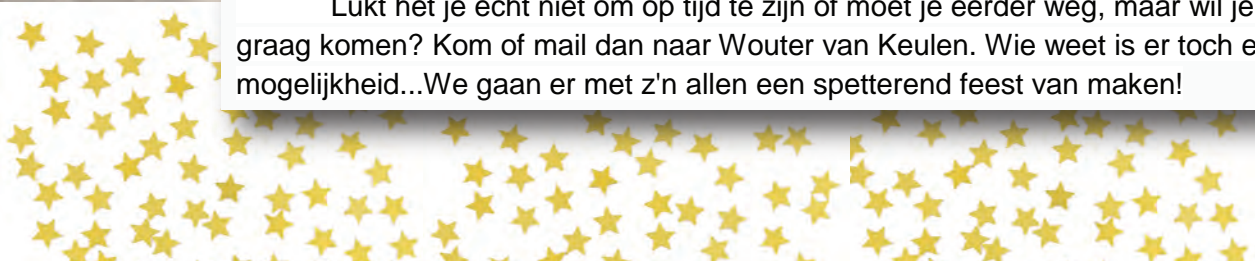 Lukt het je echt niet om op tijd te zijn of moet je eerder weg, maar wil je
graag komen? Kom of mail dan naar Wouter van Keulen. Wie weet is er toch
mogelijkheid...We gaan er met z'n allen een spetterend feest van maken!